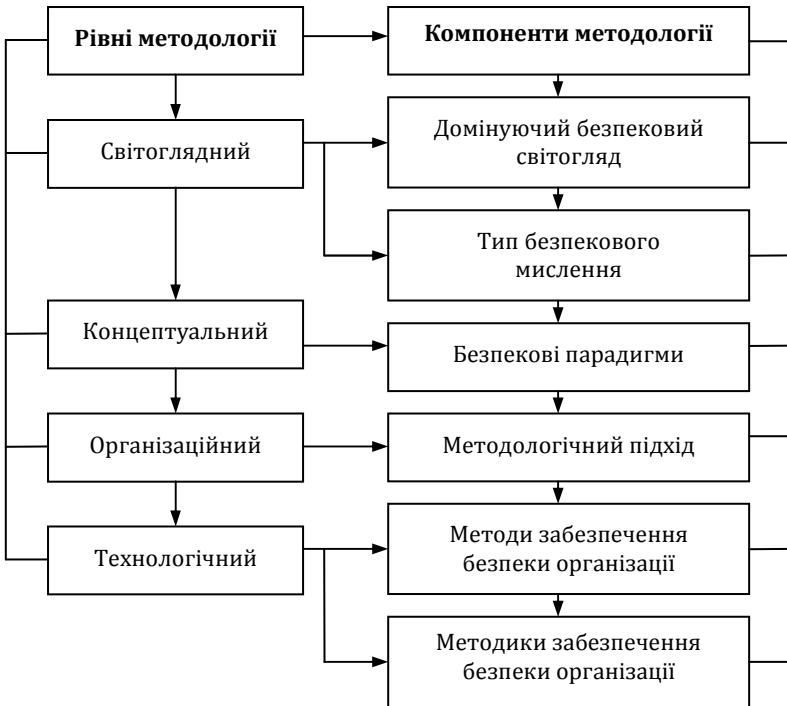 Рівні методології
Компоненти методології
Світоглядний
Домінуючий безпековий
світогляд
Тип безпекового
мислення
Концептуальний
Безпекові парадигми
Організаційний
Методологічний підхід
Технологічний
Методи забезпечення
безпеки організації
Методики забезпечення
безпеки організації